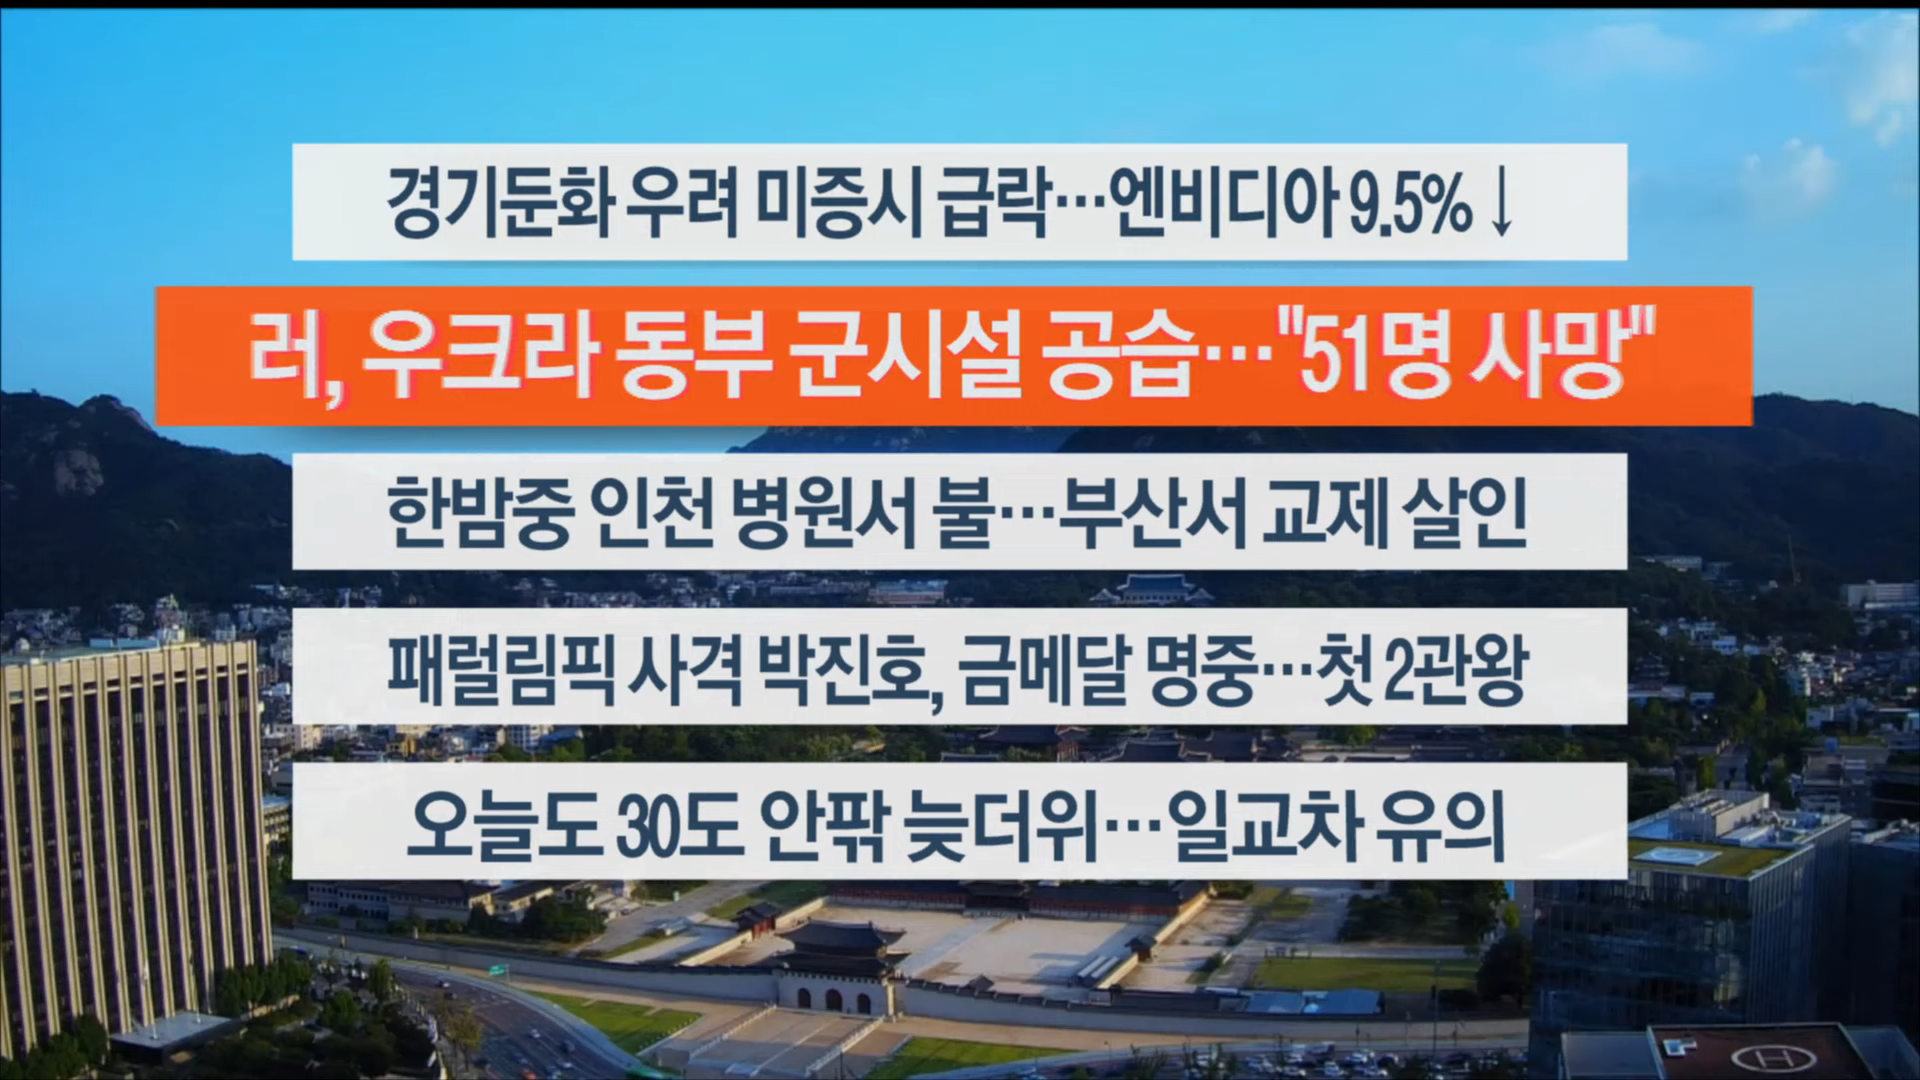 경기둔화 우려 미증시 급락…엔비디아 9.5%↓
러, 우크라 동부 군시설 공습…"51명 사망"
한밤중 인천 병원서 불…부산서 교제 살인
패럴림픽 사격 박진호, 금메달 명중…첫 2관왕
오늘도 30도 안팎 늦더위…일교차 유의
H